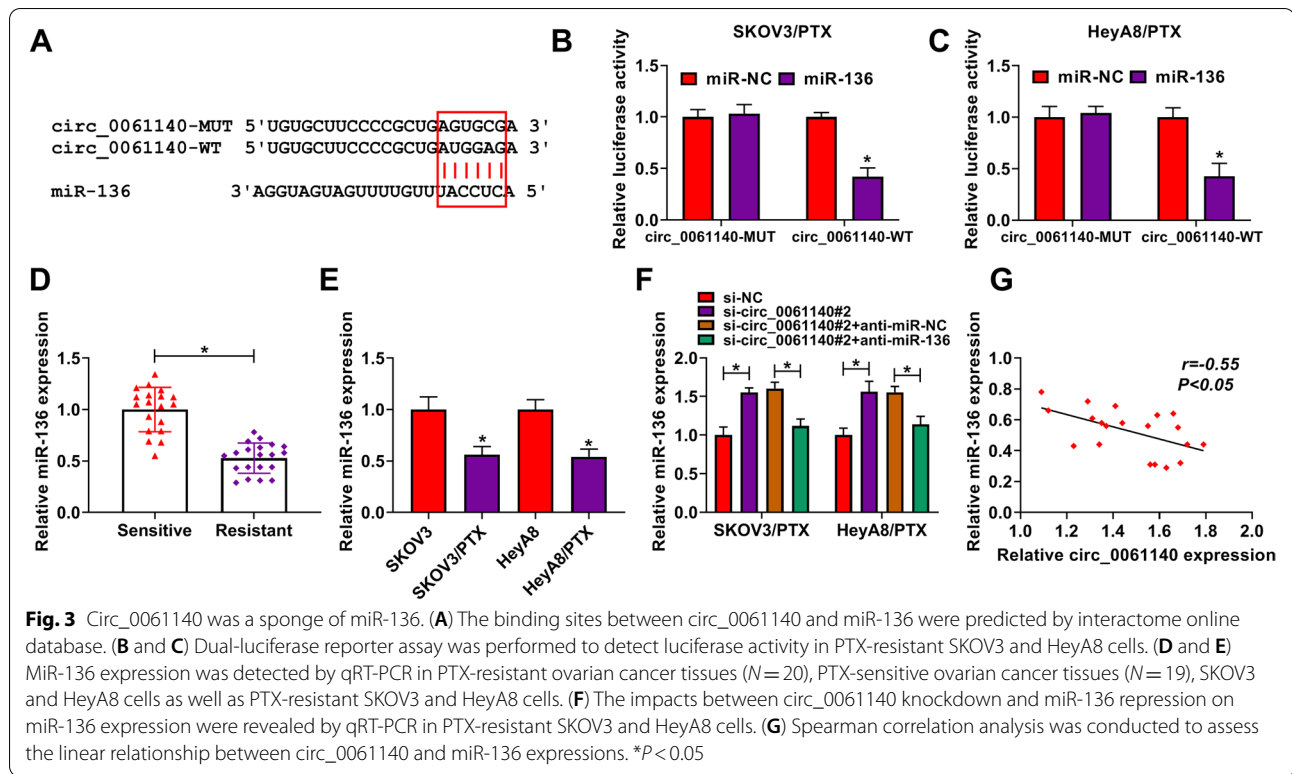 A
circ_0061140-MUT 5'UGUGCUUCCCCGCUGAGUGCGA 3'
circ_0061140-WT 5'UGUGCUUCCCCGCUGAUGGAGA 3'
miR-136 3'AGGUAGUAGUUUUGUUUACCUCA 5'
B
SKOV3/PTX
Relative luciferase activity
miR-NC miR-136
1.5
1.0
0.5
0.0
*
circ_0061140-MUT circ_0061140-WT
C
HeyA8/PTX
Relative luciferase activity
miR-NC miR-136
1.5
1.0
0.5
0.0
*
circ_0061140-MUT circ_0061140-WT
D
Relative miR-136 expression
1.5
1.0
0.5
0.0
*
Sensitive Resistant
E
Relative miR-136 expression
1.5
1.0
0.5
0.0
* *
SKOV3 SKOV3/PTX HeyA8 HeyA8/PTX
F
si-NC
si-circ_0061140#2
si-circ_0061140#2+anti-miR-NC
si-circ_0061140#2+anti-miR-136
Relative miR-136 expression
2.0
1.5
1.0
0.5
0.0
* * * *
SKOV3/PTX HeyA8/PTX
G
Relative miR-136 expression
r=-0.55
P<0.05
1.5
1.0
0.5
0.0
1.0 1.2 1.4 1.6 1.8 2.0
Relative circ_0061140 expression
Fig. 3 Circ_0061140 was a sponge of miR-136. (A) The binding sites between circ_0061140 and miR-136 were predicted by interactome online
database. (B and C) Dual-luciferase reporter assay was performed to detect luciferase activity in PTX-resistant SKOV3 and HeyA8 cells. (D and E)
MiR-136 expression was detected by qRT-PCR in PTX-resistant ovarian cancer tissues (N = 20), PTX-sensitive ovarian cancer tissues (N = 19), SKOV3
and HeyA8 cells as well as PTX-resistant SKOV3 and HeyA8 cells. (F) The impacts between circ_0061140 knockdown and miR-136 repression on
miR-136 expression were revealed by qRT-PCR in PTX-resistant SKOV3 and HeyA8 cells. (G) Spearman correlation analysis was conducted to assess
the linear relationship between circ_0061140 and miR-136 expressions. *P < 0.05